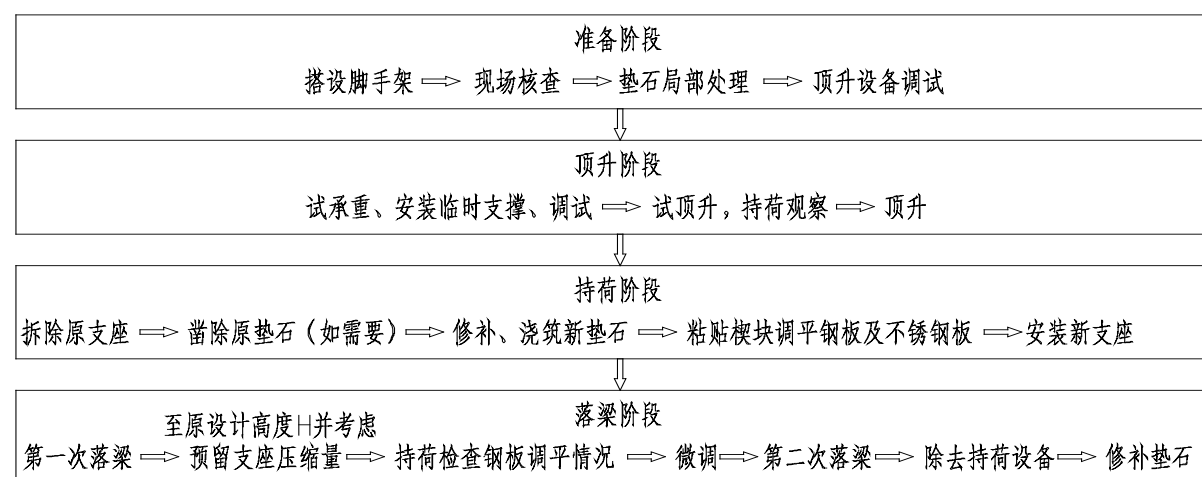 准备阶段
搭设脚手架 ⇒ 现场核查 ⇒ 垫石局部处理 ⇒ 顶升设备调试
顶升阶段
试承重、安装临时支撑、调试 ⇒ 试顶升，持荷观察 ⇒ 顶升
持荷阶段
拆除原支座 ⇒ 凿除原垫石（如需要） ⇒ 修补、浇筑新垫石 ⇒ 粘贴楔块调平钢板及不锈钢板 ⇒ 安装新支座
落梁阶段
至原设计高度H并考虑
第一次落梁 ⇒ 预留支座压缩量 ⇒ 持荷检查钢板调平情况 ⇒ 微调 ⇒ 第二次落梁 ⇒ 除去持荷设备 ⇒ 修补垫石